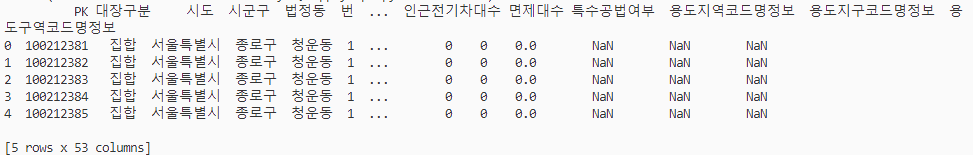 PK 대장구분 시도 시군구 법정동 번 ... 인근전기차대수 면제대수 특수공법여부 용도지역코드명정보 용도지구코드명정보 용
도구역코드명정보
0 100212381 집합 서울특별시 종로구 청운동 1 ... 0 0 0.0 NaN NaN NaN
1 100212382 집합 서울특별시 종로구 청운동 1 ... 0 0 0.0 NaN NaN NaN
2 100212383 집합 서울특별시 종로구 청운동 1 ... 0 0 0.0 NaN NaN NaN
3 100212384 집합 서울특별시 종로구 청운동 1 ... 0 0 0.0 NaN NaN NaN
4 100212385 집합 서울특별시 종로구 청운동 1 ... 0 0 0.0 NaN NaN NaN
[5 rows x 53 columns]